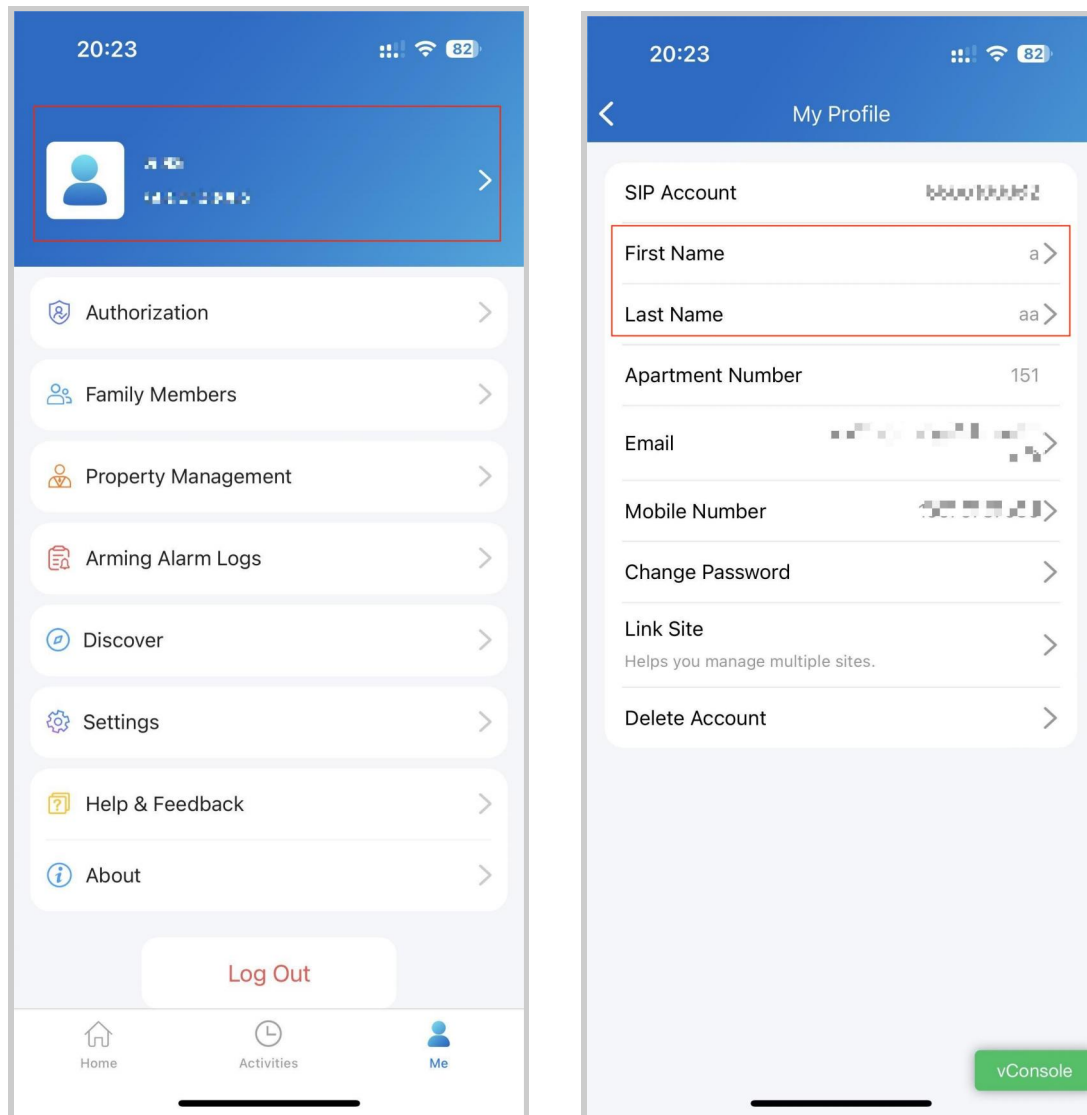 20:23
82
Authorization
Family Members
Property Management
Arming Alarm Logs
Discover
Settings
Help & Feedback
About
Log Out
Home
Activities
Me
20:23
82
My Profile
SIP Account
First Name
a
Last Name
aa
Apartment Number
151
Email
Mobile Number
Change Password
Link Site
Helps you manage multiple sites.
Delete Account
vConsole